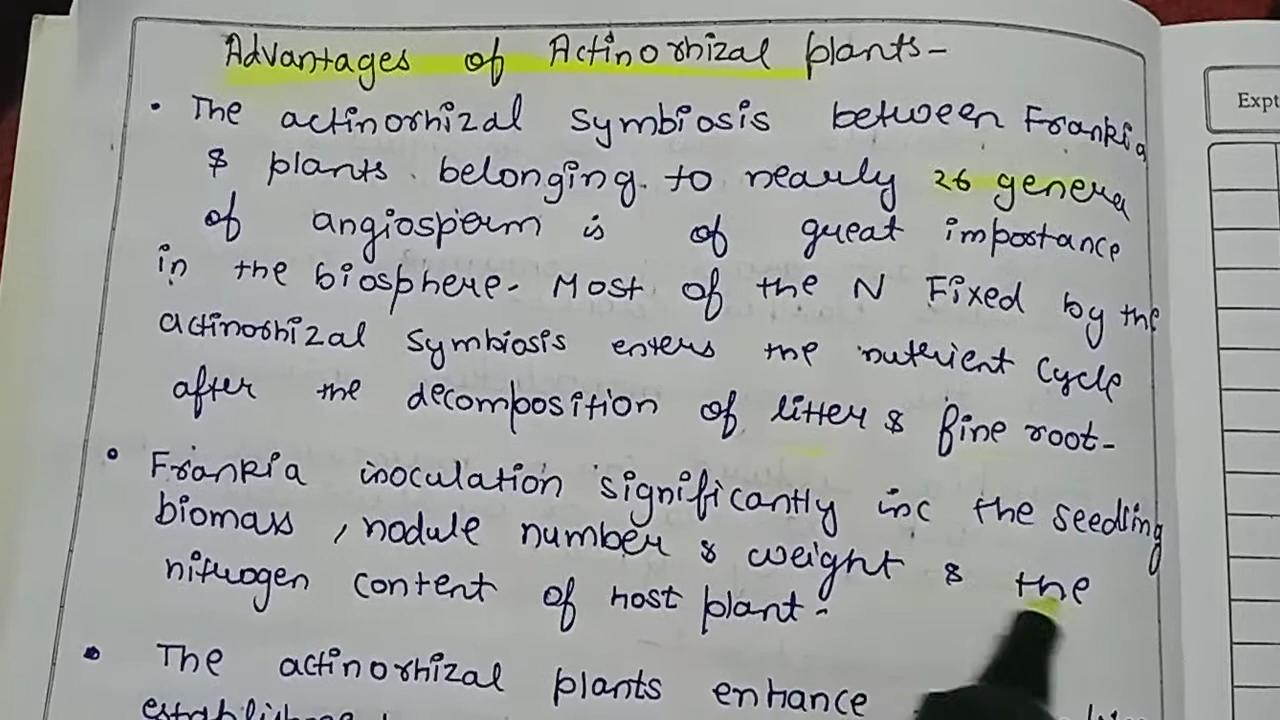 Advantages of Actinorhizal plants-
• The actinorhizal symbiosis between Frankia
& plants belonging to nearly 26 genera
of angiosperm is of great importance
in the biosphere. Most of the N Fixed by the
actinorhizal symbiosis enters the nutrient cycle
after the decomposition of litter & fine root-
• Frankia inoculation significantly inc the seedling
biomass, nodule number & weight & the
nitrogen content of host plant-
• The actinorhizal plants enhance
Expt